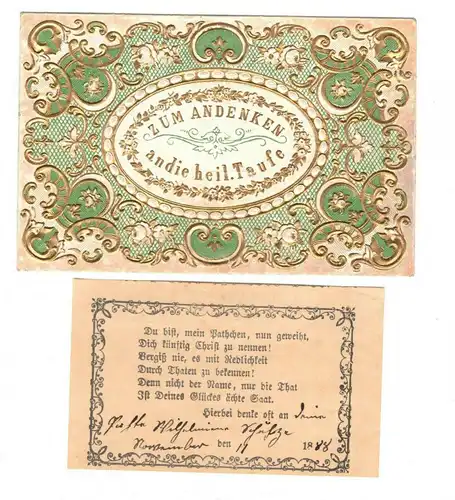 ZUM ANDENKEN
an die heil. Taufe
Du bist, mein Pathchen, nun geweiht,
Dich künftig Christ zu nennen!
Vergiß nie, es mit Redlichkeit
Durch Thaten zu bekennen!
Denn nicht der Name, nur die That
Ist Deines Glückes ächte Saat.
Hierbei denke oft an deine
Wilhelmine
November den 11 18